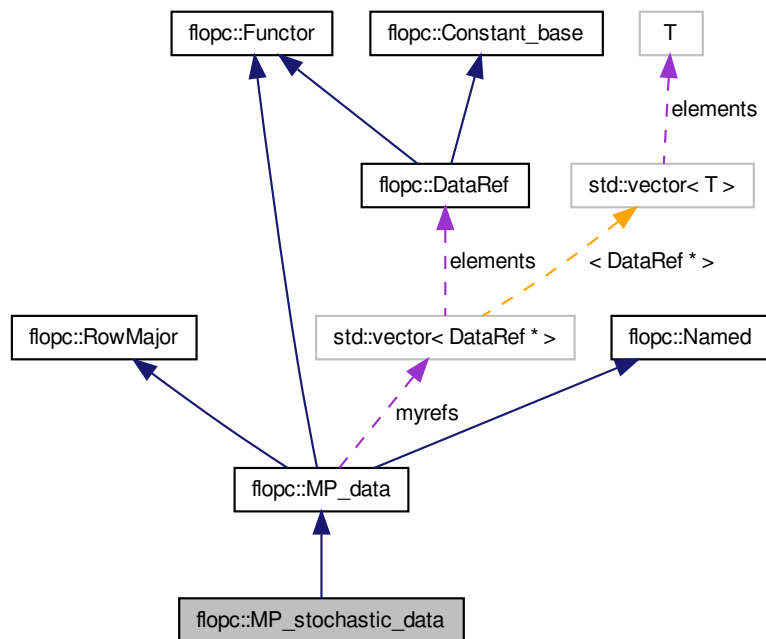 flopc::Functor
flopc::Constant_base
T
elements
flopc::DataRef
std::vector< T >
elements
< DataRef * >
flopc::RowMajor
std::vector< DataRef * >
flopc::Named
myrefs
flopc::MP_data
flopc::MP_stochastic_data